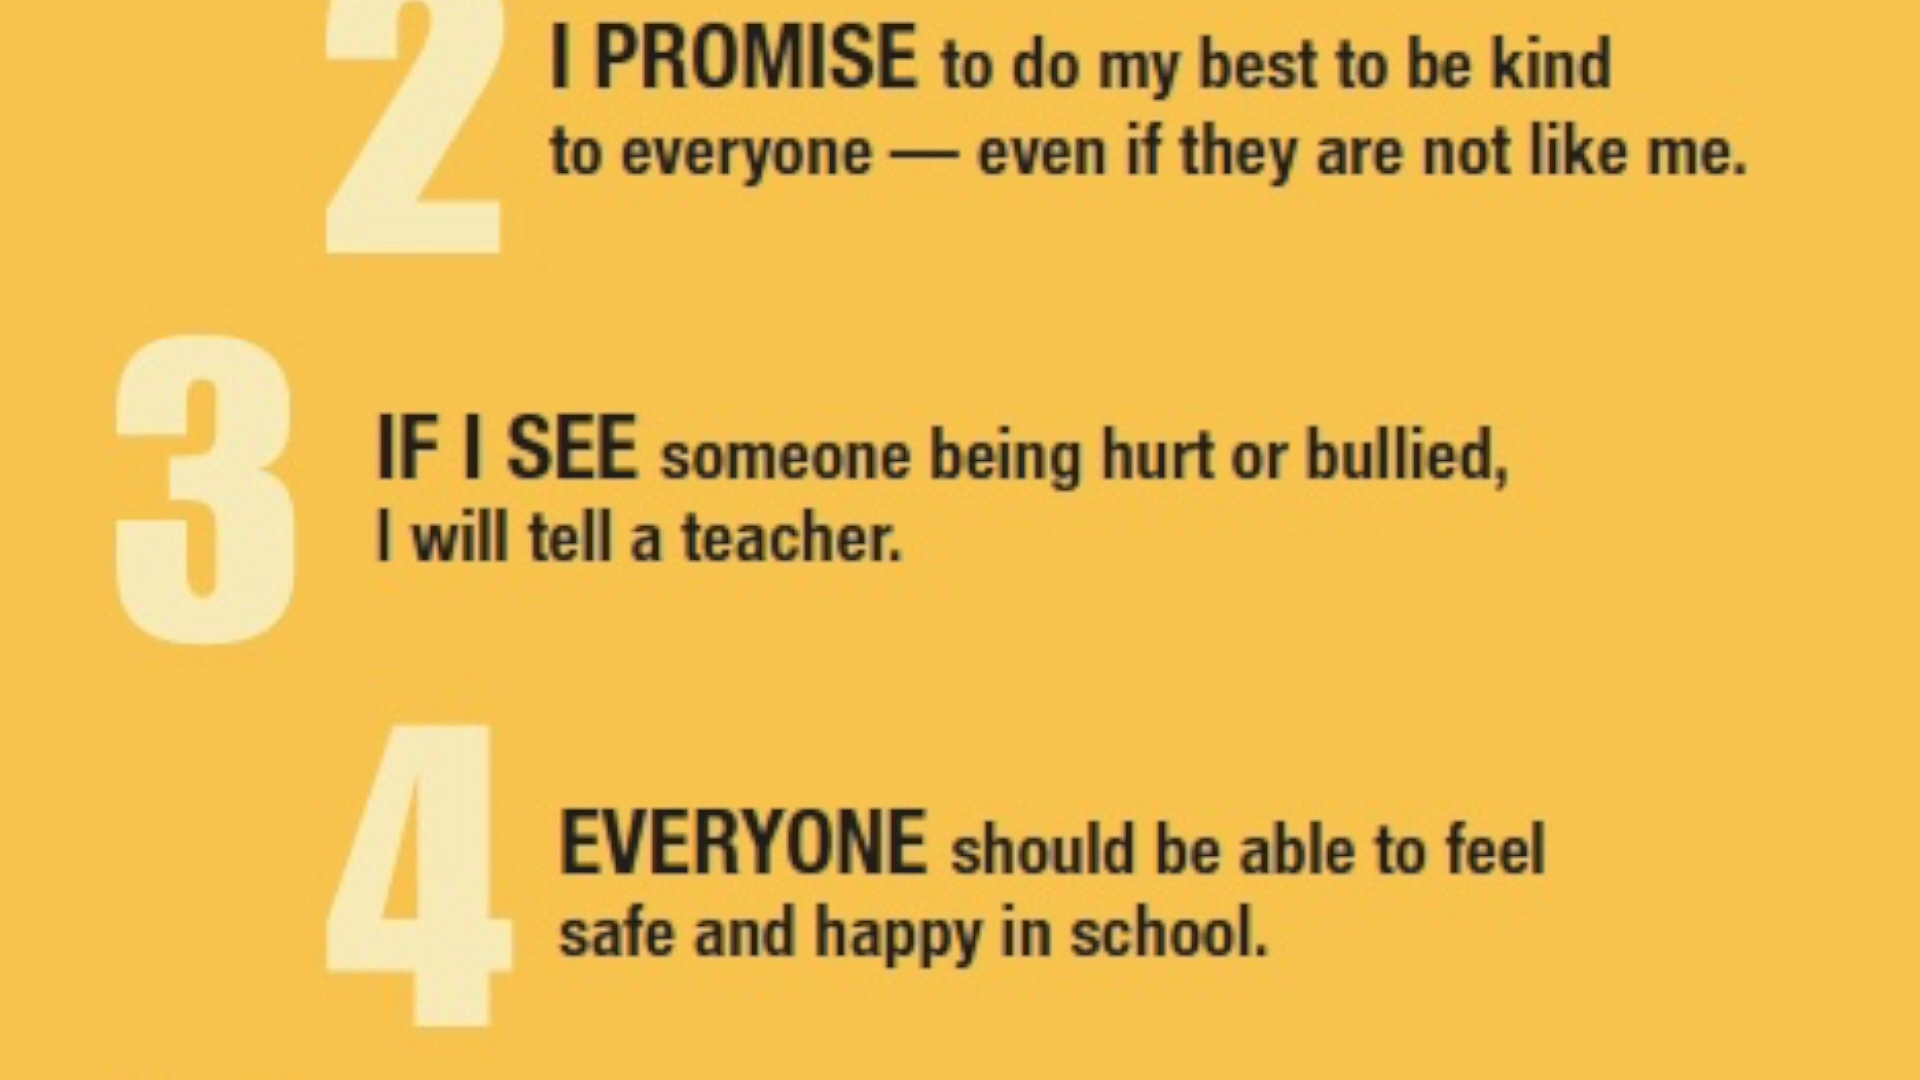 2
I PROMISE to do my best to be kind
to everyone — even if they are not like me.
3
IF I SEE someone being hurt or bullied,
I will tell a teacher.
4
EVERYONE should be able to feel
safe and happy in school.